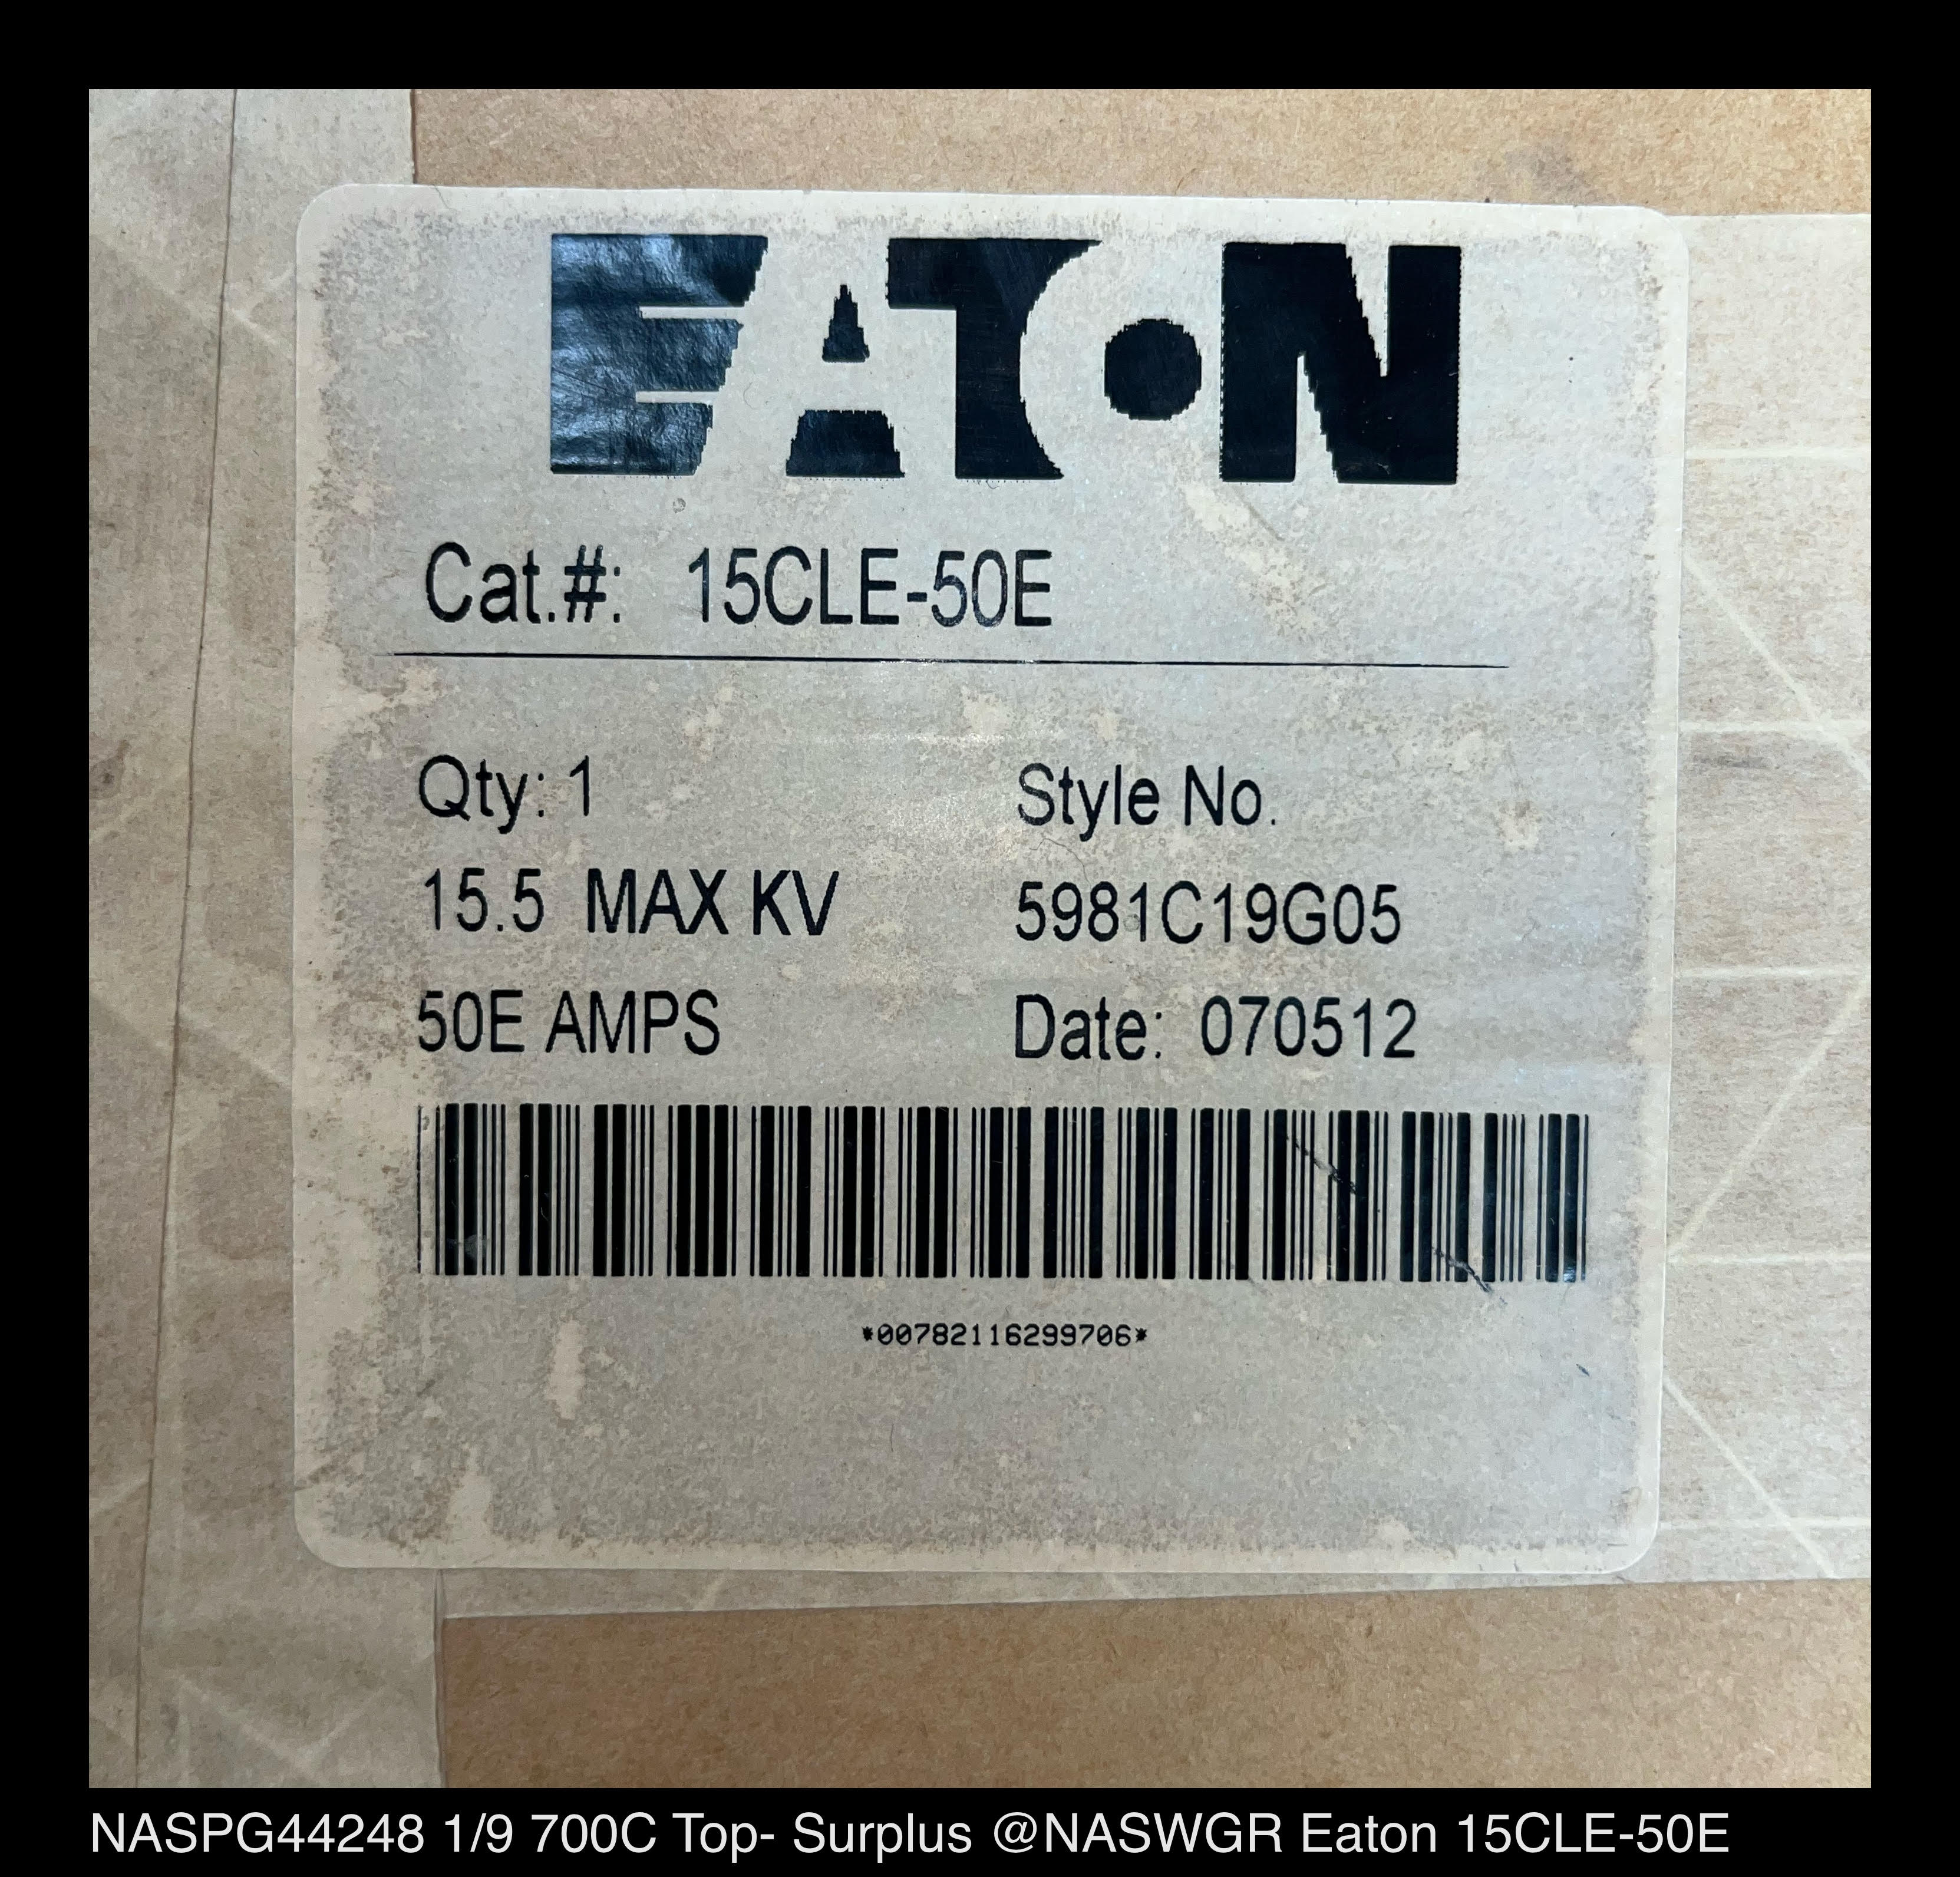 EATON
Cat.#: 15CLE-50E
Qty: 1
Style No.
15.5 MAX KV
5981C19G05
50E AMPS
Date: 070512
*00782116299706*
NASPG44248 1/9 700C Top- Surplus @NASWGR Eaton 15CLE-50E